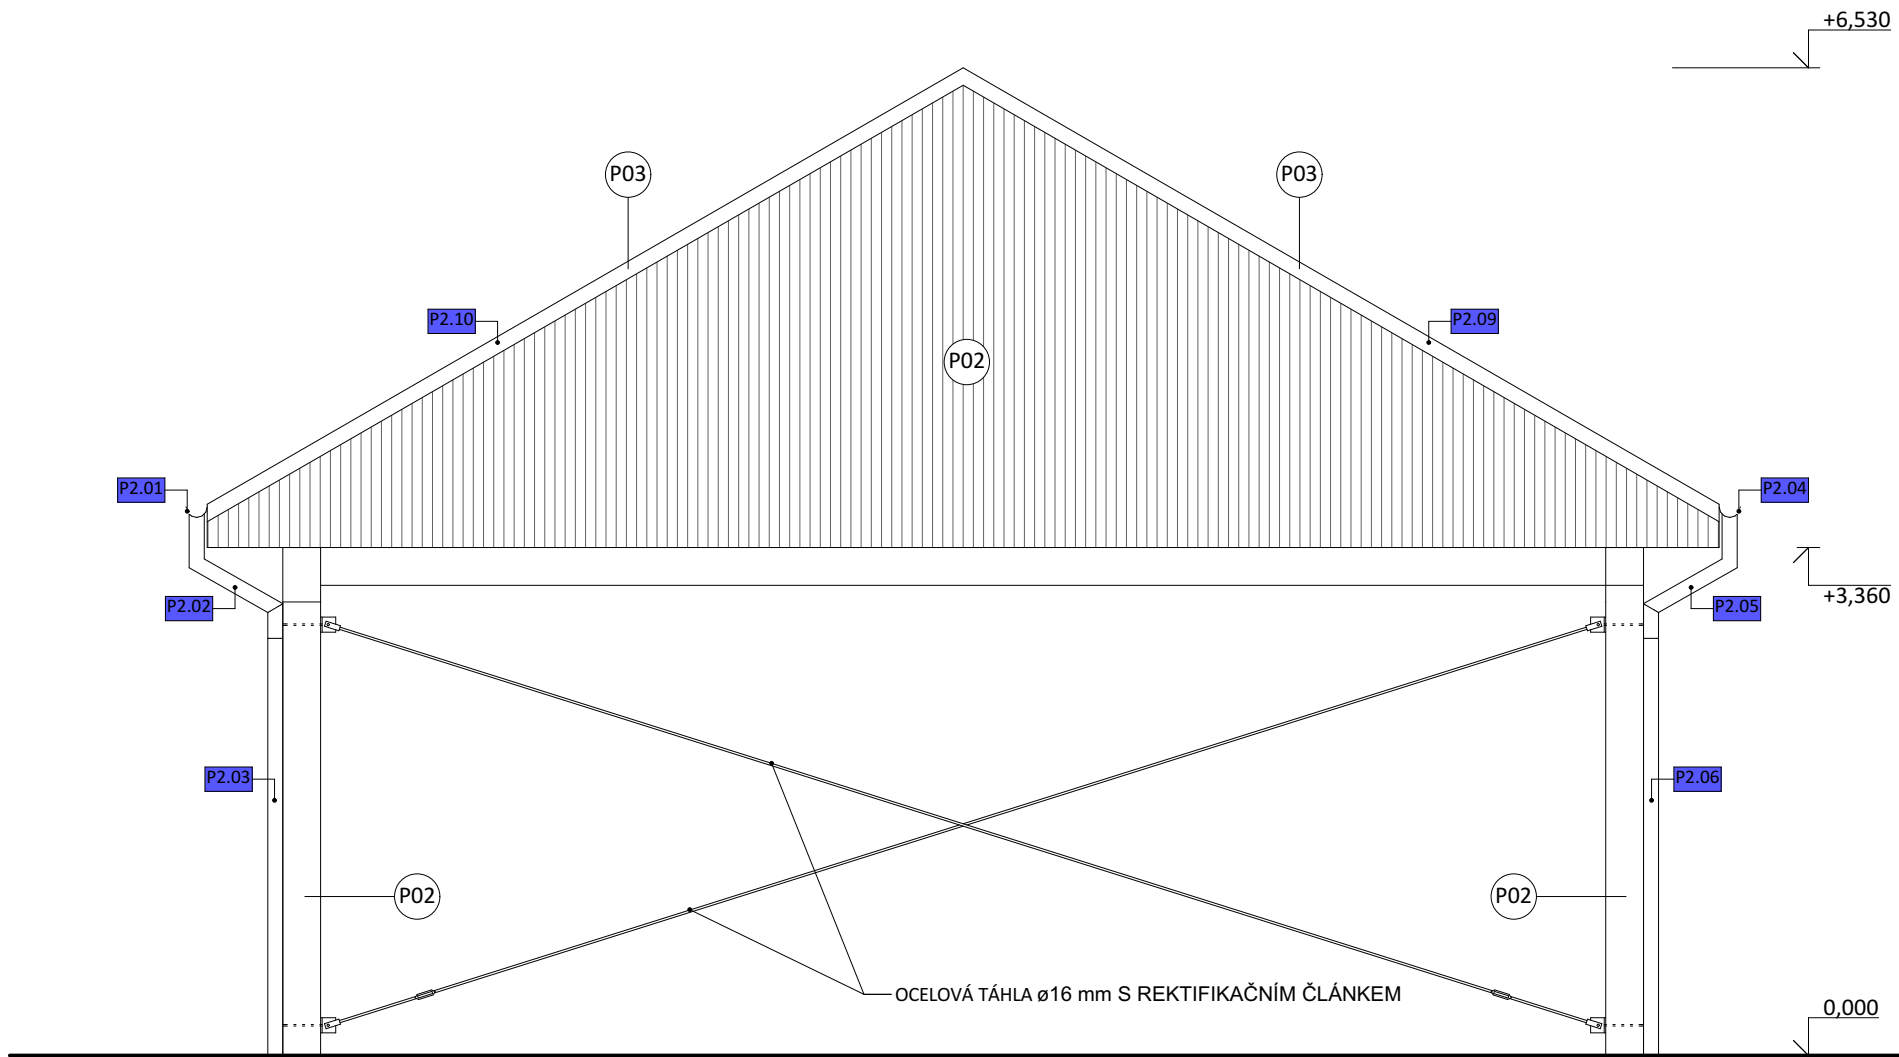 +6,530
P03
P03
P2.10
P2.09
P02
P2.01
P2.04
+3,360
P2.02
P2.05
P2.03
P2.06
P02
P02
OCELOVÁ TÁHLA ø16 mm S REKTIFIKAČNÍM ČLÁNKEM
0,000